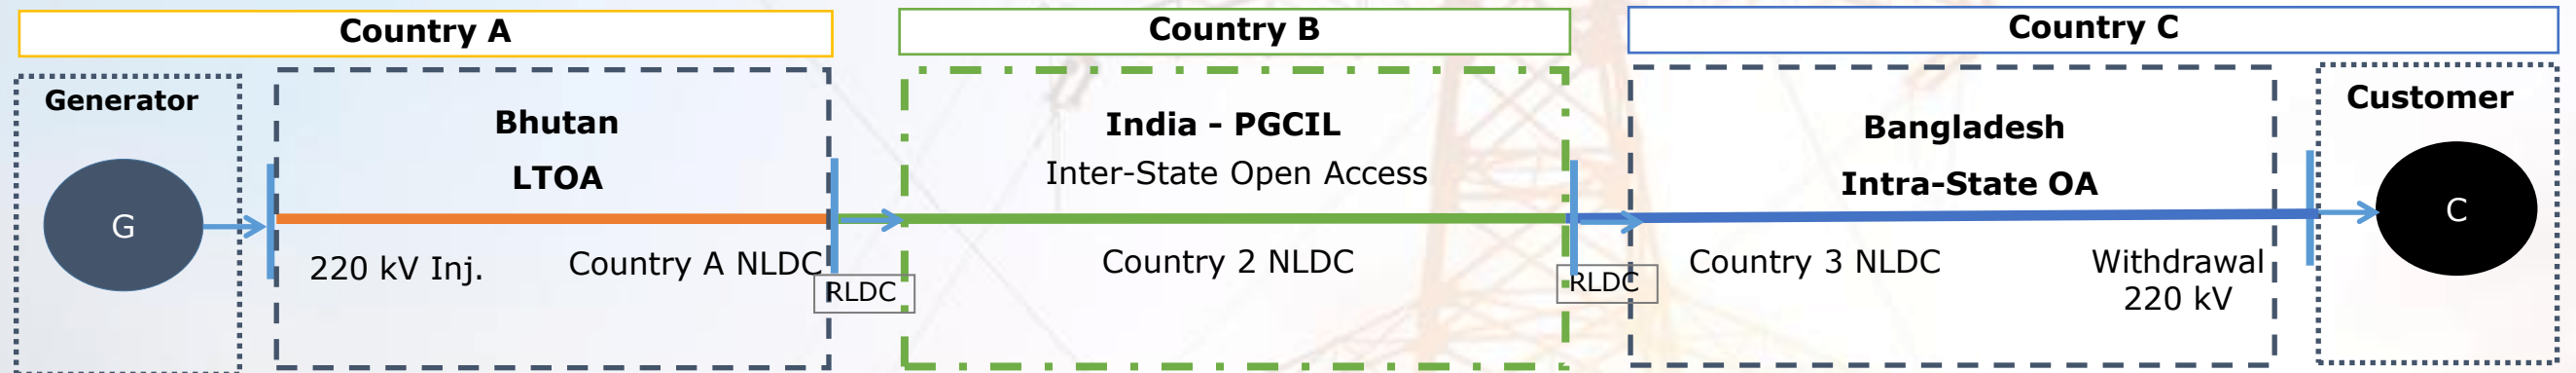 Country A
Country B
Country C
Generator
Bhutan
LTOA
India - PGCIL
Inter-State Open Access
Bangladesh
Intra-State OA
Customer
G
C
220 kV Inj.
Country A NLDC
RLDC
Country 2 NLDC
RLDC
Country 3 NLDC
Withdrawal
220 kV